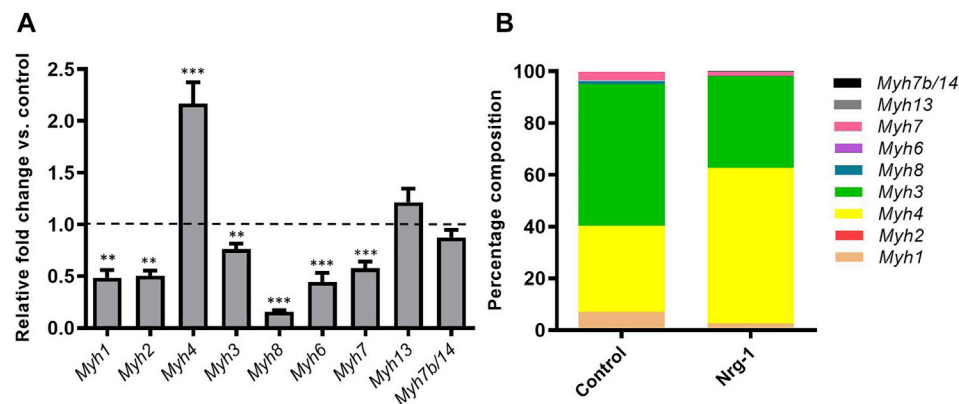 A
Relative fold change vs. control
2.5
2.0
1.5
1.0
0.5
0.0
**
**
***
**
***
***
***
Myh1
Myh2
Myh4
Myh3
Myh8
Myh6
Myh7
Myh13
Myh7b/14
B
Percentage composition
100
80
60
40
20
0
Control
Nrg-1
Myh7b/14
Myh13
Myh7
Myh6
Myh8
Myh3
Myh4
Myh2
Myh1